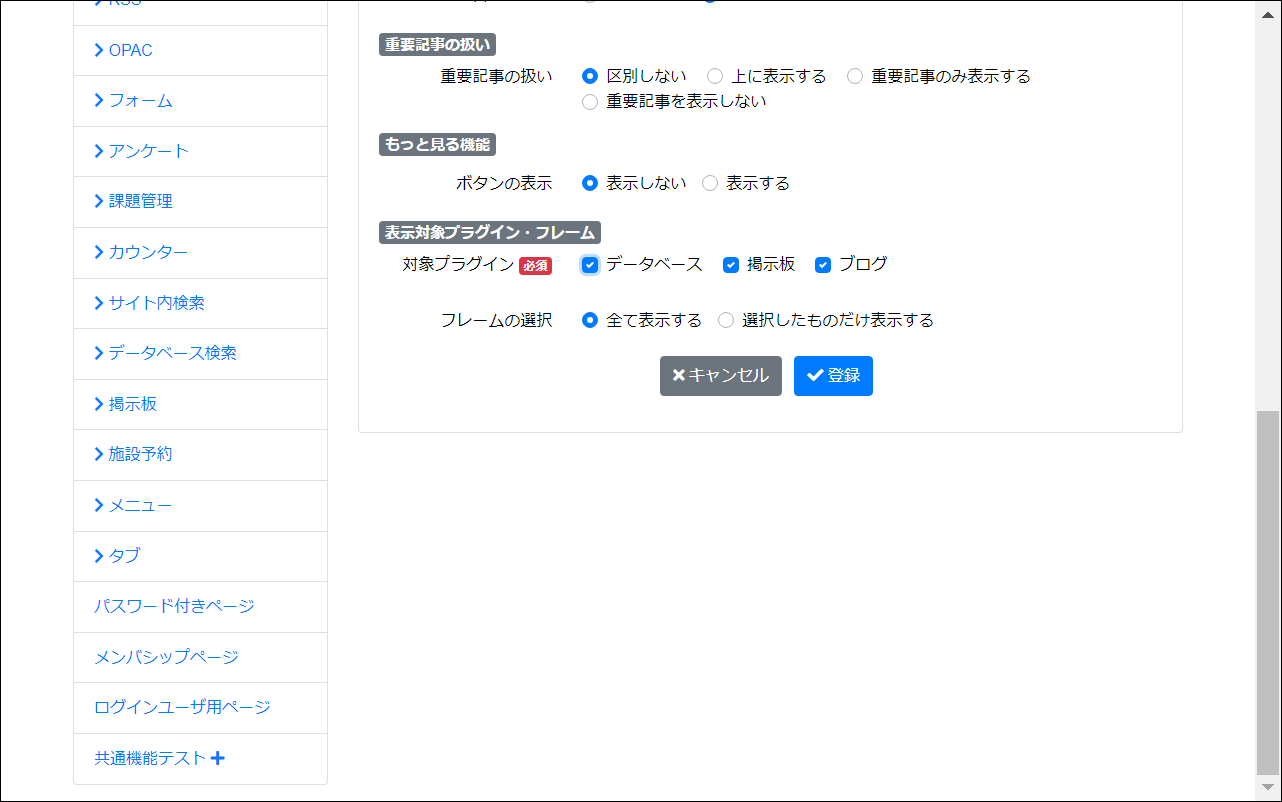 RSS
OPAC
フォーム
アンケート
課題管理
カウンター
サイト内検索
データベース検索
掲示板
施設予約
メニュー
タブ
パスワード付きページ
メンバシップページ
ログインユーザ用ページ
共通機能テスト
重要記事の扱い
重要記事の扱い 区別しない 上に表示する 重要記事のみ表示する
重要記事を表示しない
もっと見る機能
ボタンの表示 表示しない 表示する
表示対象プラグイン・フレーム
対象プラグイン 必須 データベース 掲示板 ブログ
フレームの選択 全て表示する 選択したものだけ表示する
キャンセル 登録